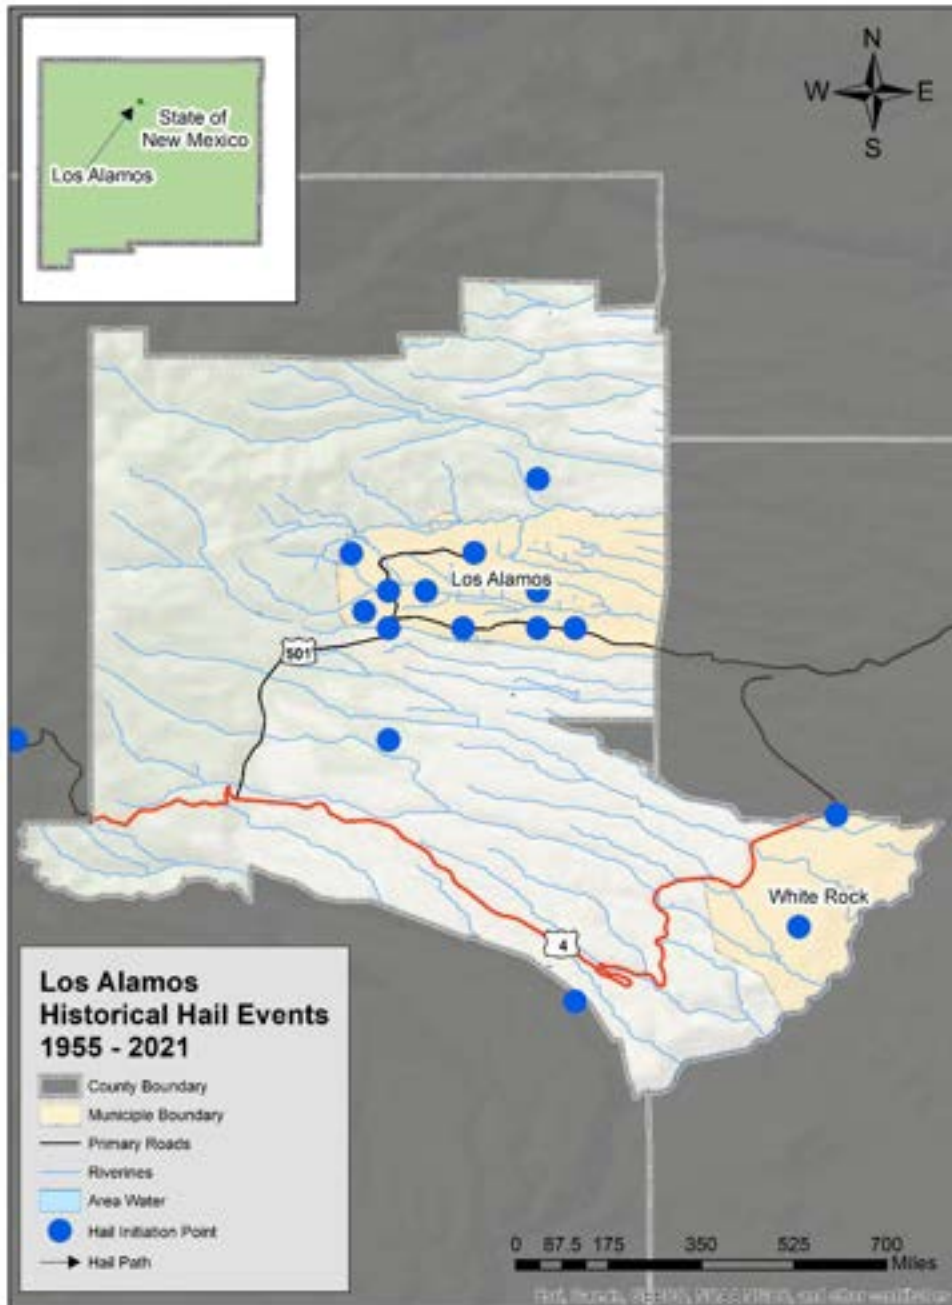 State of
New Mexico
Los Alamos
N
W E
S
Los Alamos
501
White Rock
4
Los Alamos
Historical Hail Events
1955 - 2021
County Boundary
Municiple Boundary
Primary Roads
Riverines
Area Water
Hail Initiation Point
Hail Path
0 87.5 175 350 525 700
Miles